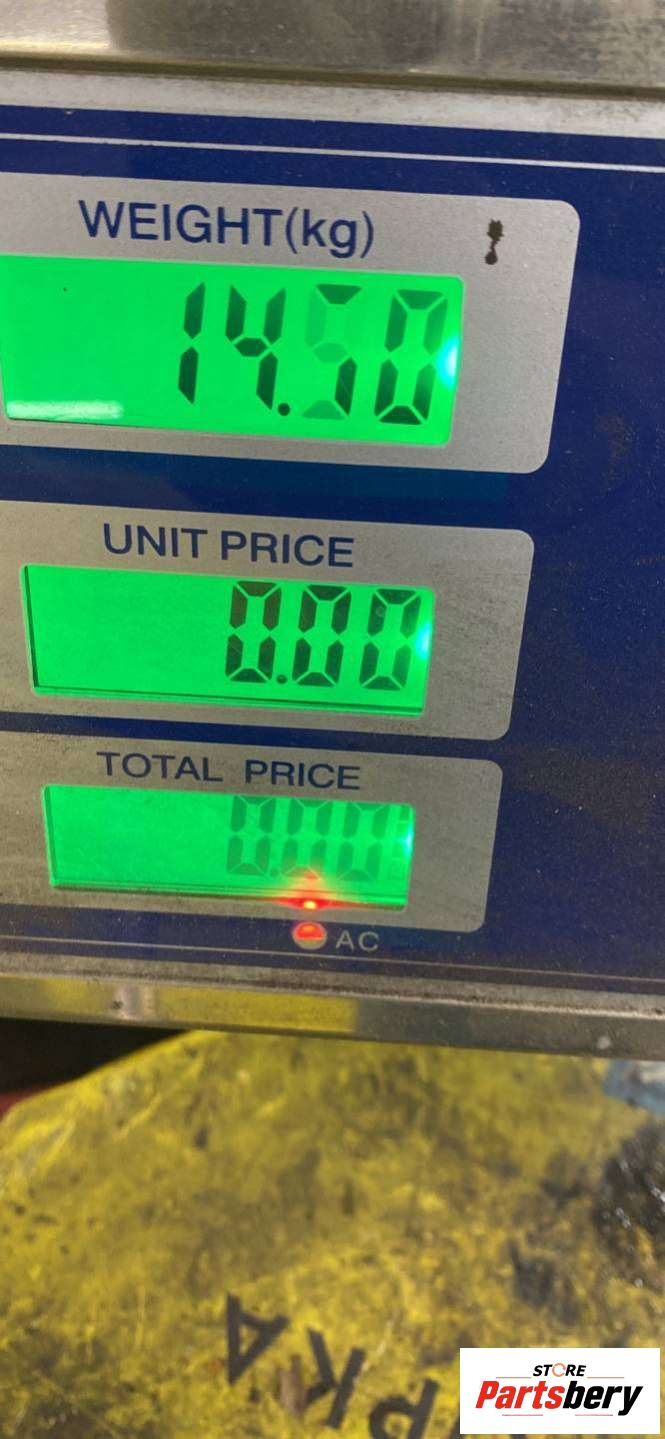 WEIGHT(kg)
14.50
UNIT PRICE
0.00
TOTAL PRICE
0.00
AC
STORE
Partsbery